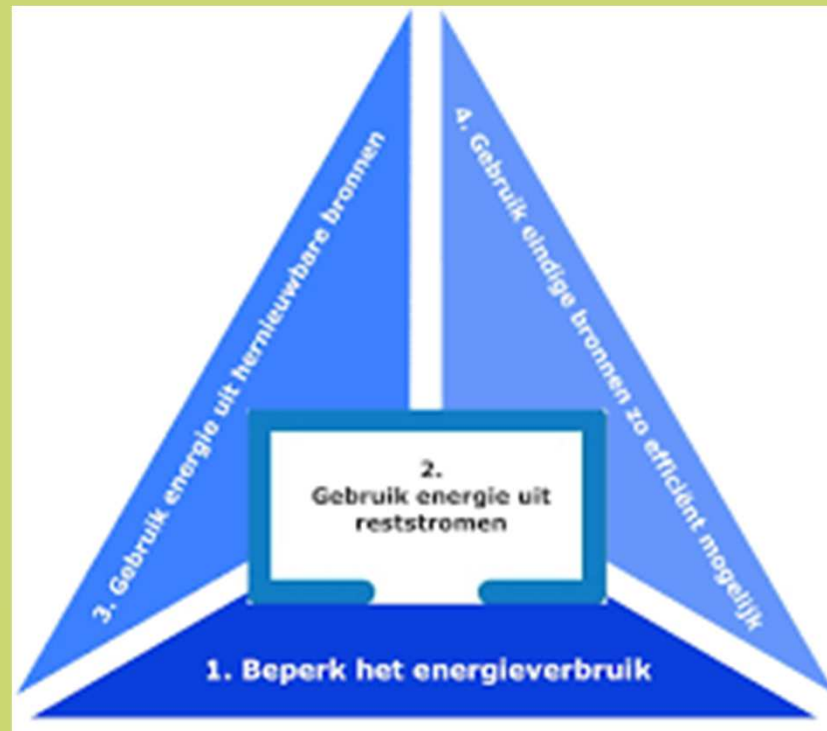 3. Gebruik energie uit hernieuwbare bronnen
4. Gebruik eindige bronnen zo efficiënt mogelijk
2.
Gebruik energie uit
reststromen
1. Beperk het energieverbruik